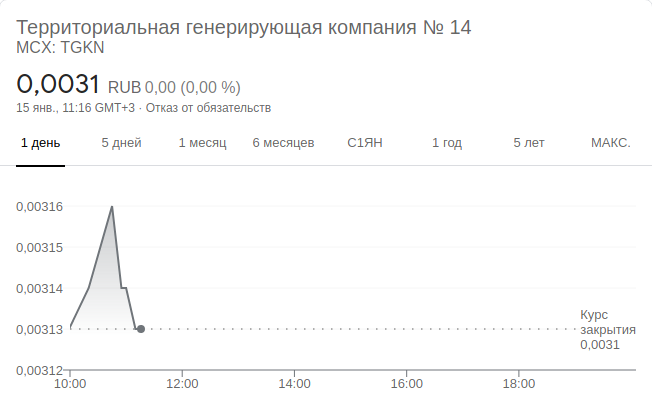 Территориальная генерирующая компания № 14
MCX: TGKN
0,0031 RUB 0,00 (0,00 %)
15 янв., 11:16 GMT+3 · Отказ от обязательств
1 день 5 дней 1 месяц 6 месяцев С1ЯН 1 год 5 лет МАКС.
0,00316
0,00315
0,00314
0,00313
0,00312
Курс
закрытия
0,0031
10:00 12:00 14:00 16:00 18:00